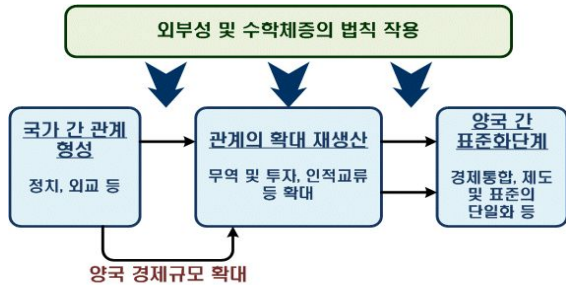 외부성 및 수학체증의 법칙 작용
국가 간 관계
형성
정치, 외교 등
관계의 확대 재생산
무역 및 투자, 인적교류
등 확대
양국 간
표준화단계
경제통합, 제도
및 표준의
단일화 등
양국 경제규모 확대